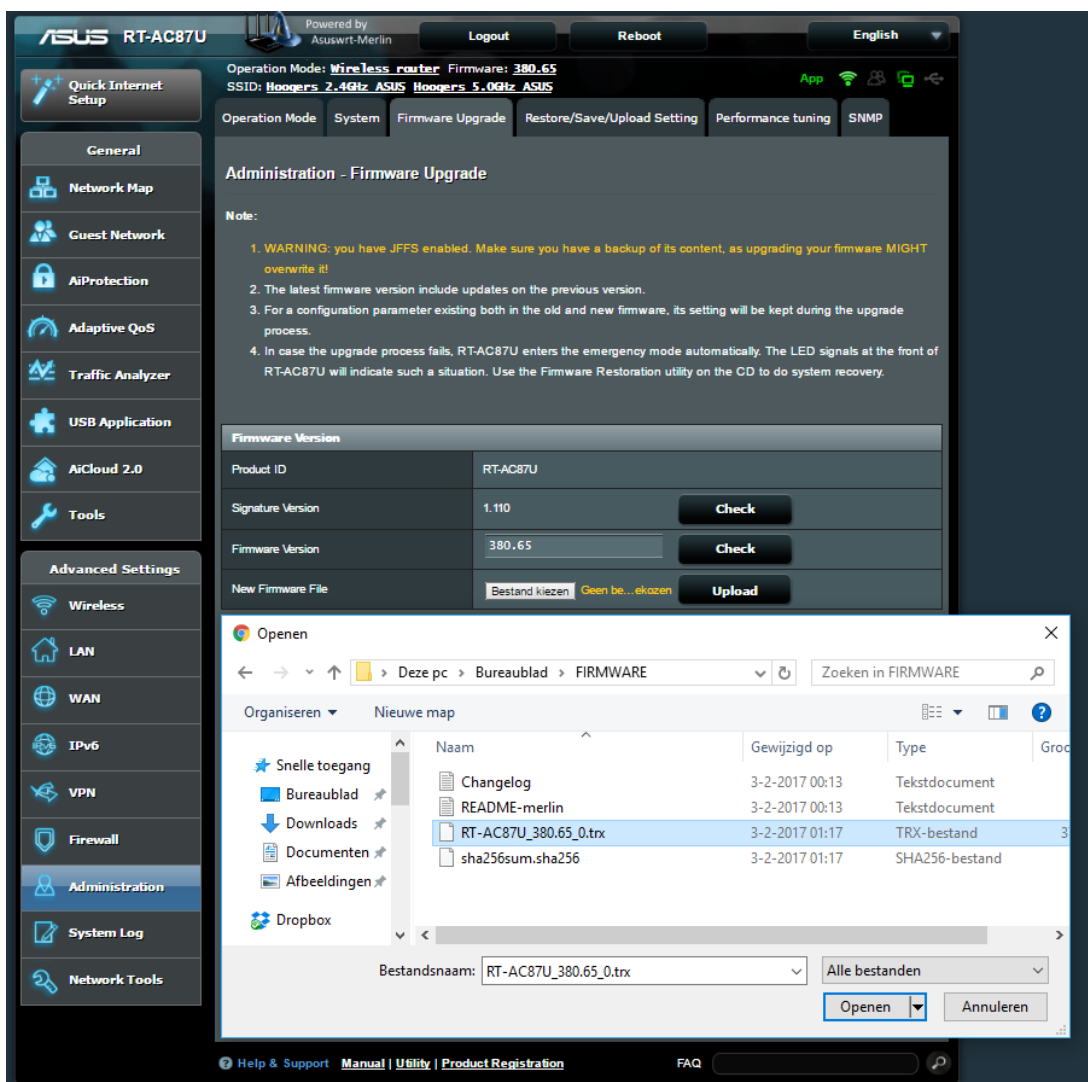 ASUS RT-AC87U
Powered by
Asuswrt-Merlin
Logout
Reboot
English
Quick Internet
Setup
Operation Mode: Wireless router Firmware: 380.65
SSID: Hoogers 2.4GHz ASUS Hoogers 5.0GHz ASUS
App
Operation Mode
System
Firmware Upgrade
Restore/Save/Upload Setting
Performance tuning
SNMP
General
Network Map
Guest Network
AiProtection
Adaptive QoS
Traffic Analyzer
USB Application
AiCloud 2.0
Tools
Advanced Settings
Wireless
LAN
WAN
IPv6
VPN
Firewall
Administration
System Log
Network Tools
Administration - Firmware Upgrade
Note:
1. WARNING: you have JFFS enabled. Make sure you have a backup of its content, as upgrading your firmware MIGHT
overwrite it!
2. The latest firmware version include updates on the previous version.
3. For a configuration parameter existing both in the old and new firmware, its setting will be kept during the upgrade
process.
4. In case the upgrade process fails, RT-AC87U enters the emergency mode automatically. The LED signals at the front of
RT-AC87U will indicate such a situation. Use the Firmware Restoration utility on the CD to do system recovery.
Firmware Version
Product ID RT-AC87U
Signature Version 1.110 Check
Firmware Version 380.65 Check
New Firmware File Bestand kiezen Geen be...ekozen Upload
Openen
Deze pc > Bureaublad > FIRMWARE
Zoeken in FIRMWARE
Organiseren
Nieuwe map
Snelle toegang
Bureaublad
Downloads
Documenten
Afbeeldingen
Dropbox
Naam Gewijzigd op Type Groo
Changelog 3-2-2017 00:13 Tekstdocument
README-merlin 3-2-2017 00:13 Tekstdocument
RT-AC87U_380.65_0.trx 3-2-2017 01:17 TRX-bestand 3
sha256sum.sha256 3-2-2017 01:17 SHA256-bestand
Bestandsnaam: RT-AC87U_380.65_0.trx
Alle bestanden
Openen
Annuleren
Help & Support Manual | Utility | Product Registration FAQ